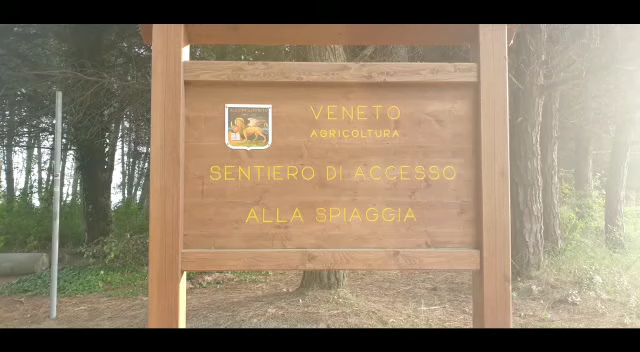 VENETO
AGRICOLTURA
SENTIERO DI ACCESSO
ALLA SPIAGGIA